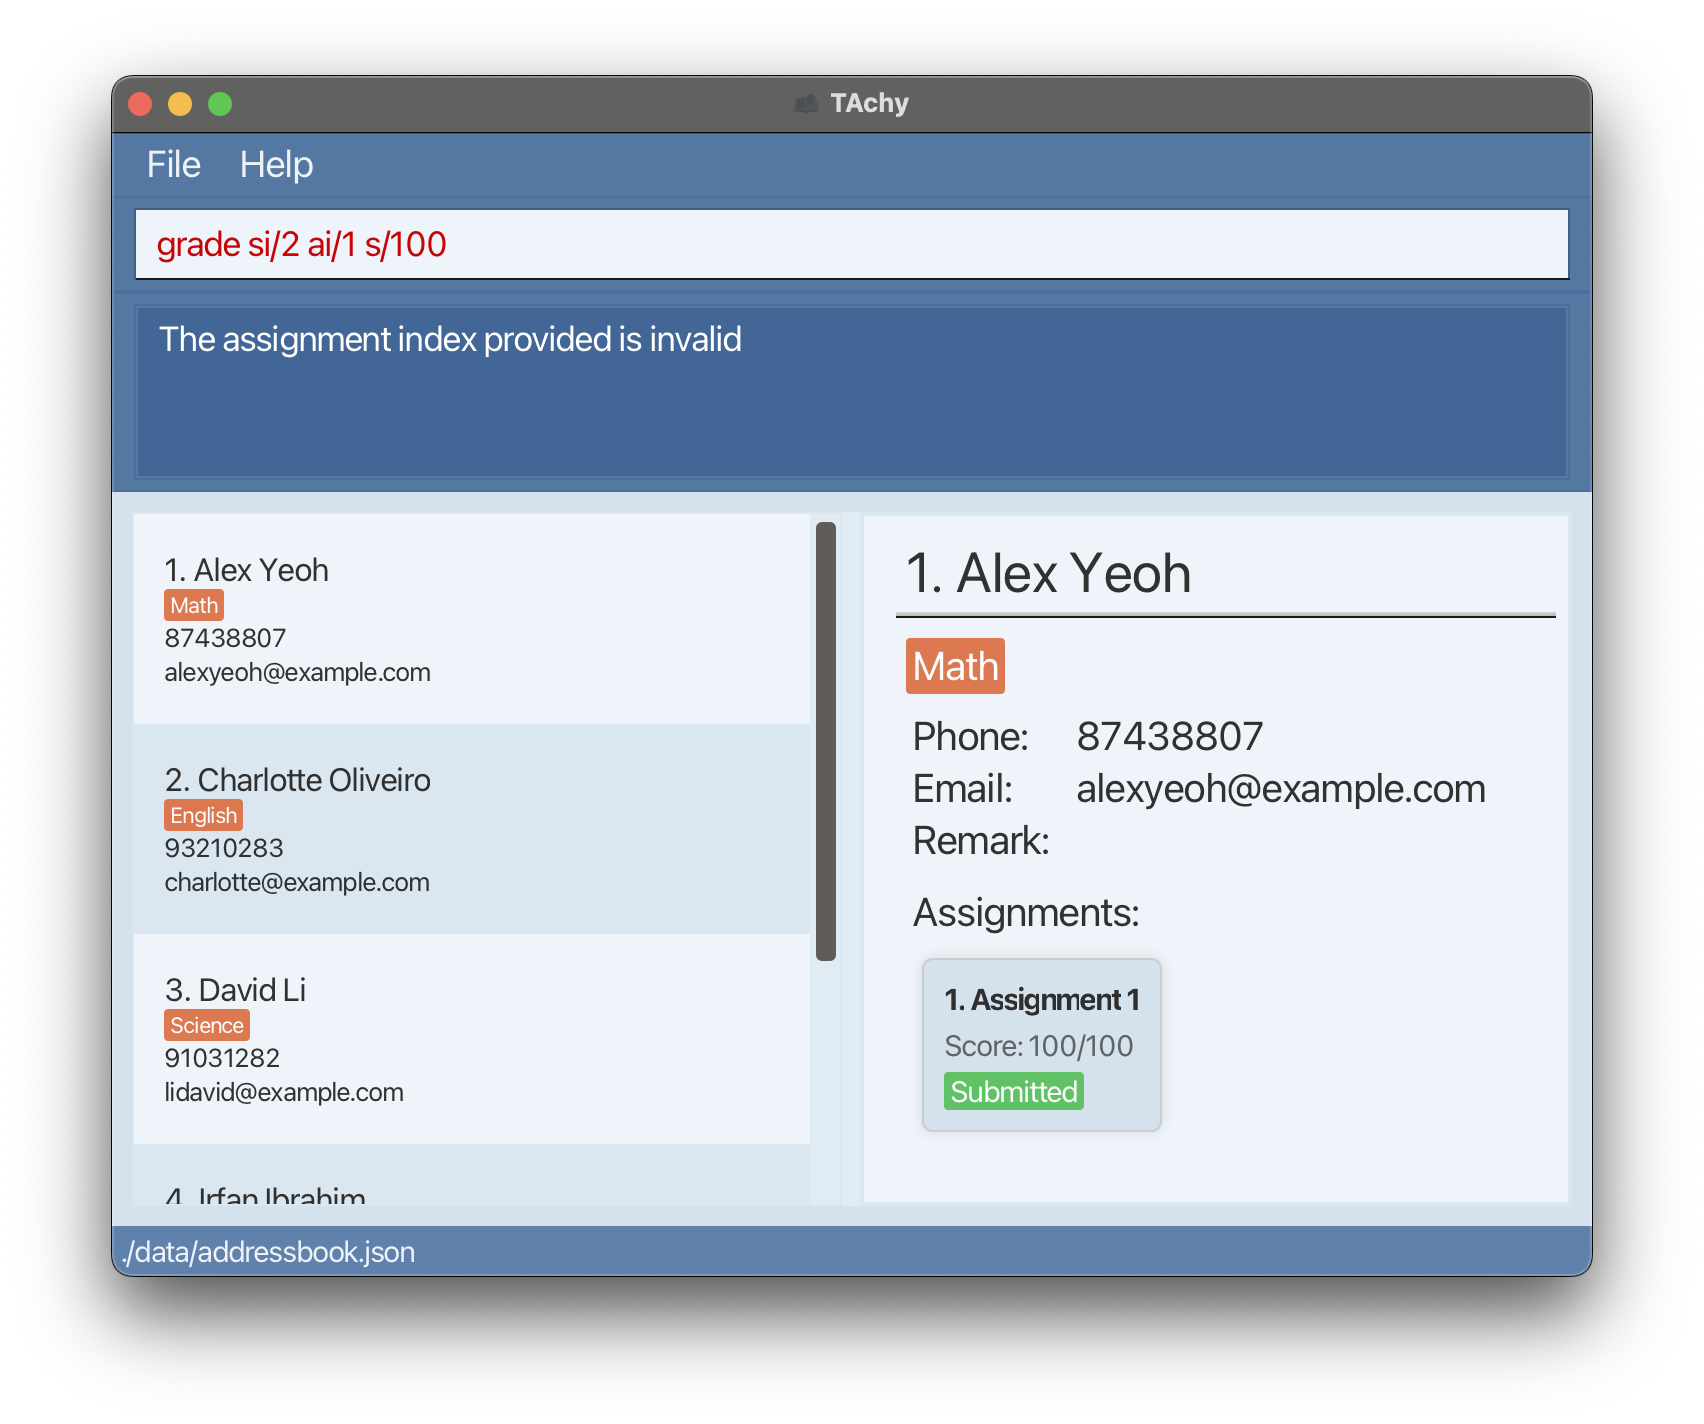 TAchy
File Help
grade si/2 ai/1 s/100
The assignment index provided is invalid
1. Alex Yeoh
Math
87438807
alexyeoh@example.com
2. Charlotte Oliveiro
English
93210283
charlotte@example.com
3. David Li
Science
91031282
lidavid@example.com
4. Irfan Ibrahim
1. Alex Yeoh
Math
Phone: 87438807
Email: alexyeoh@example.com
Remark:
Assignments:
1. Assignment 1
Score: 100/100
Submitted
./data/addressbook.json